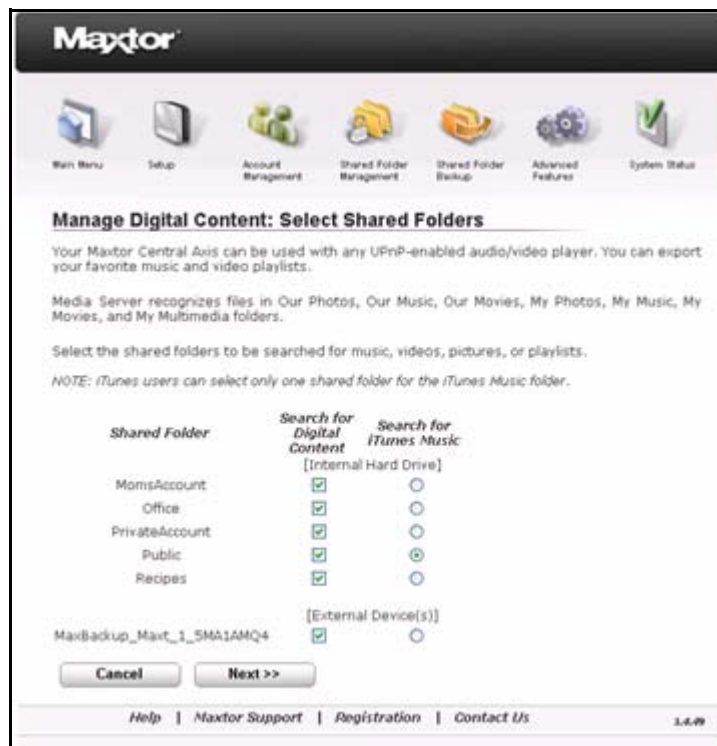 Maxtor
Main Menu
Setup
Account Management
Shared Folder Management
Shared Folder Backup
Advanced Features
System Status
Manage Digital Content: Select Shared Folders
Your Maxtor Central Axis can be used with any UPnP-enabled audio/video player. You can export
your favorite music and video playlists.
Media Server recognizes files in Our Photos, Our Music, Our Movies, My Photos, My Music, My
Movies, and My Multimedia folders.
Select the shared folders to be searched for music, videos, pictures, or playlists.
NOTE: iTunes users can select only one shared folder for the iTunes Music folder.
Shared Folder
Search for Digital Content
Search for iTunes Music
[Internal Hard Drive]
MomsAccount
Office
PrivateAccount
Public
Recipes
[External Device(s)]
MaxBackup_Maxt_1_5MA1AMQ4
Cancel
Next >>
Help | Maxtor Support | Registration | Contact Us